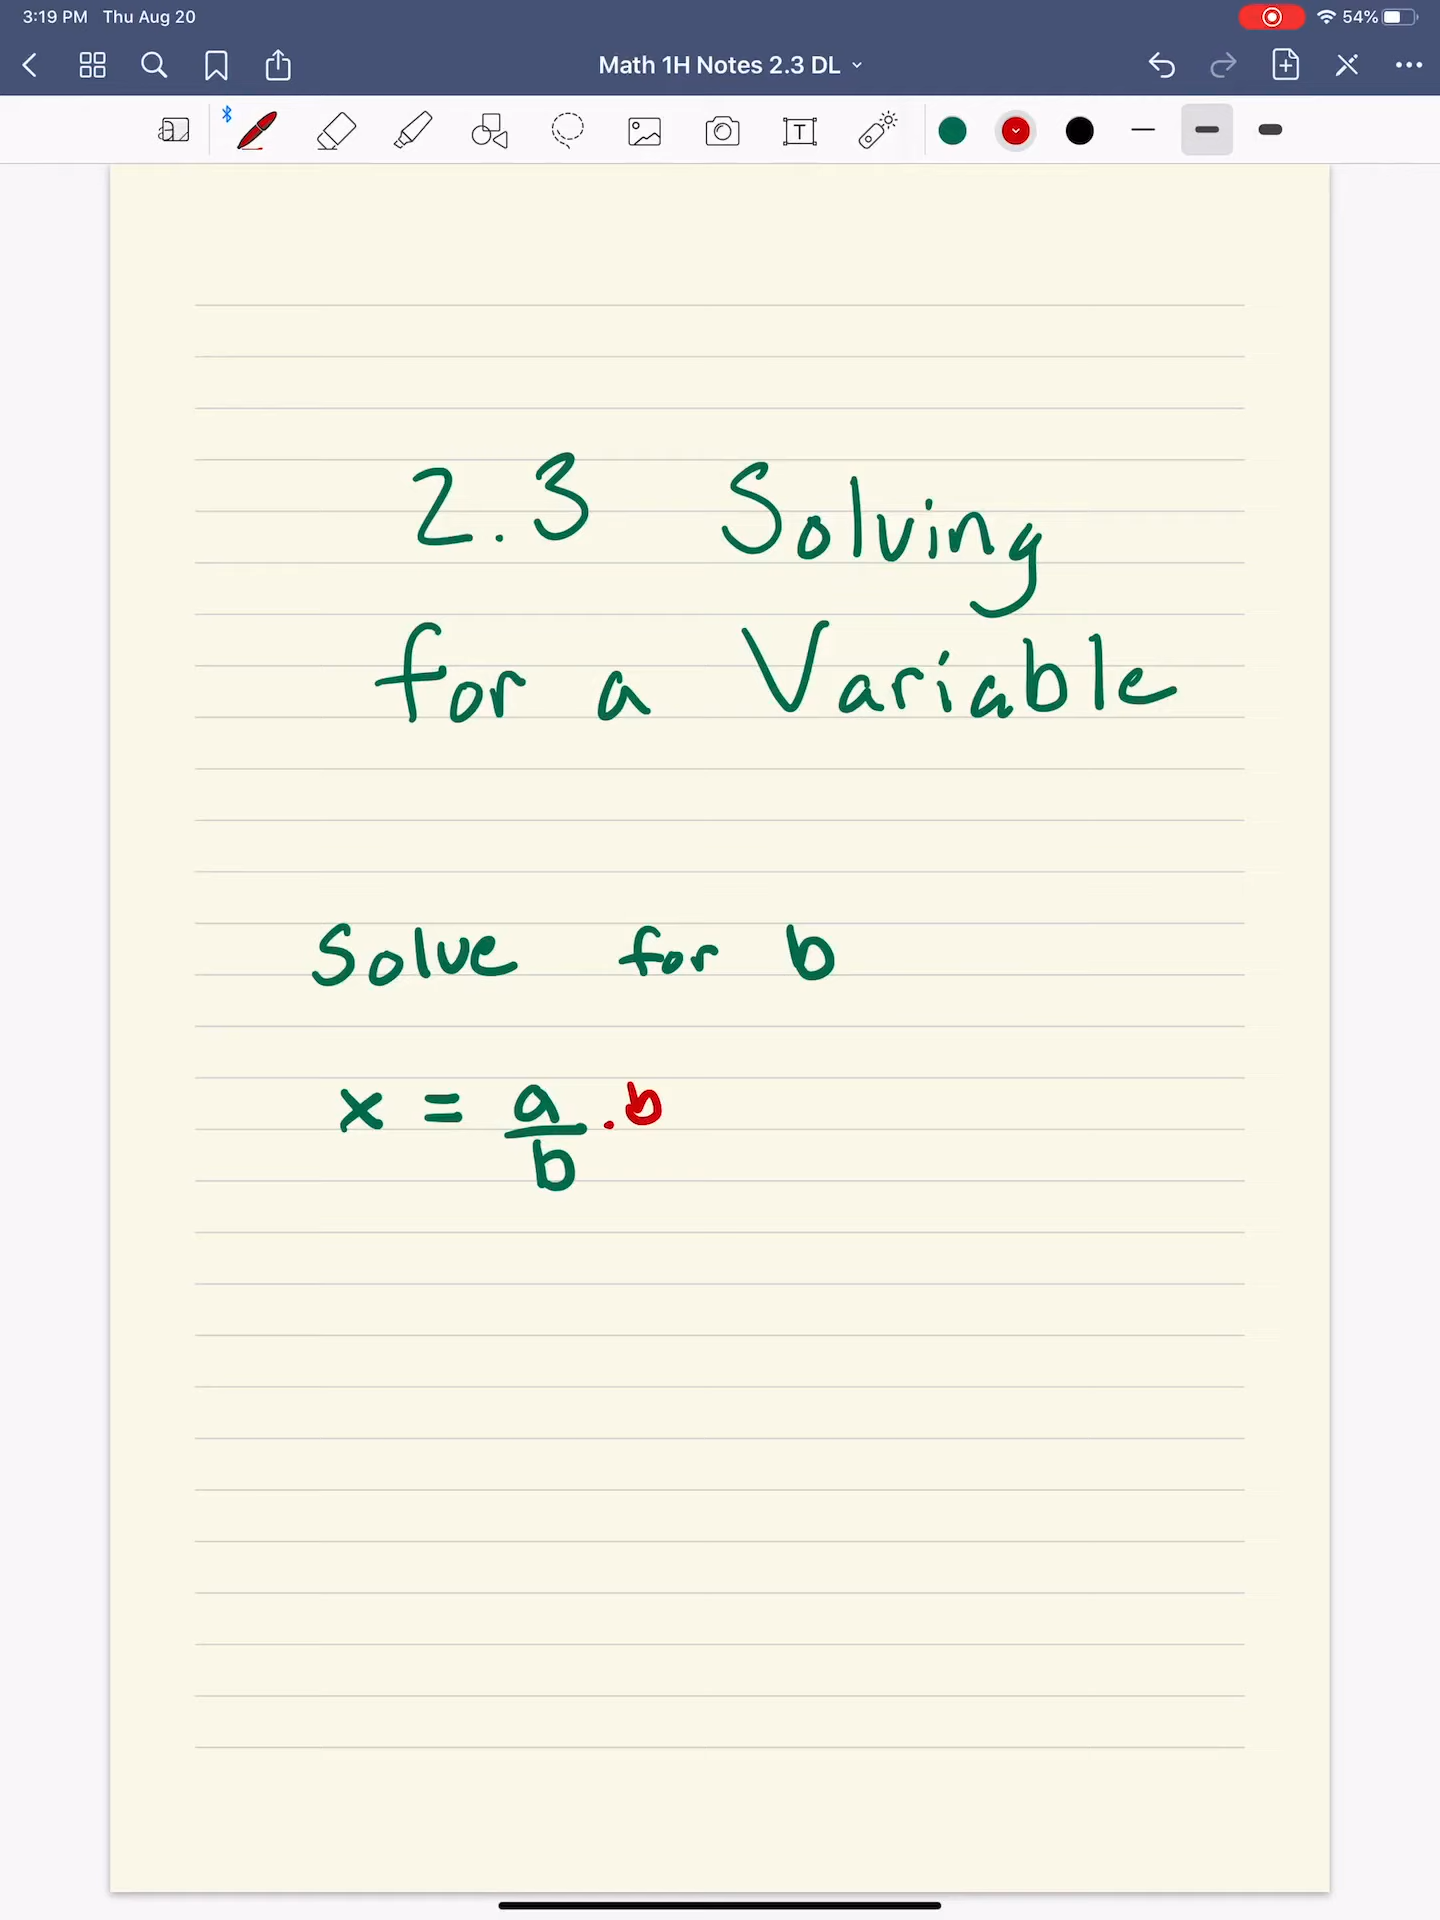 3:19 PM Thu Aug 20
54%
Math 1H Notes 2.3 DL
T
2.3 Solving
for a Variable
Solve for b
x = a/b . b